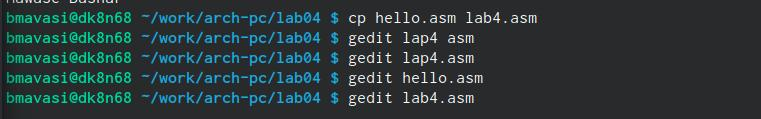 bmavasi@dk8n68 ~/work/arch-pc/lab04 $ cp hello.asm lab4.asm
bmavasi@dk8n68 ~/work/arch-pc/lab04 $ gedit lap4 asm
bmavasi@dk8n68 ~/work/arch-pc/lab04 $ gedit lap4.asm
bmavasi@dk8n68 ~/work/arch-pc/lab04 $ gedit hello.asm
bmavasi@dk8n68 ~/work/arch-pc/lab04 $ gedit lab4.asm